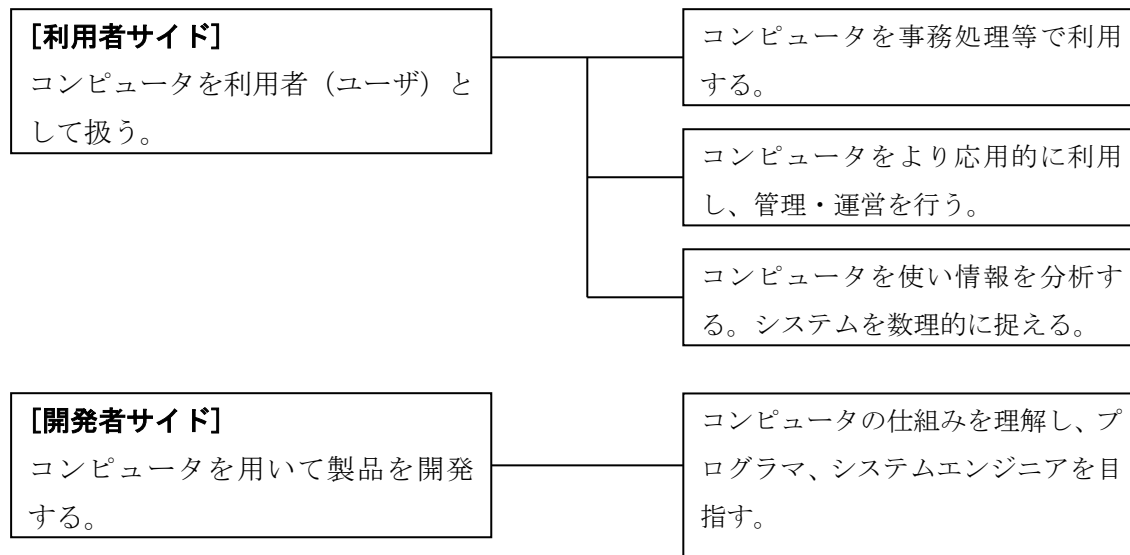 [利用者サイド]
コンピュータを利用者（ユーザ）と
して扱う。
コンピュータを事務処理等で利用
する。
コンピュータをより応用的に利用
し、管理・運営を行う。
コンピュータを使い情報を分析す
る。システムを数理的に捉える。
[開発者サイド]
コンピュータを用いて製品を開発
する。
コンピュータの仕組みを理解し、プ
ログラマ、システムエンジニアを目
指す。